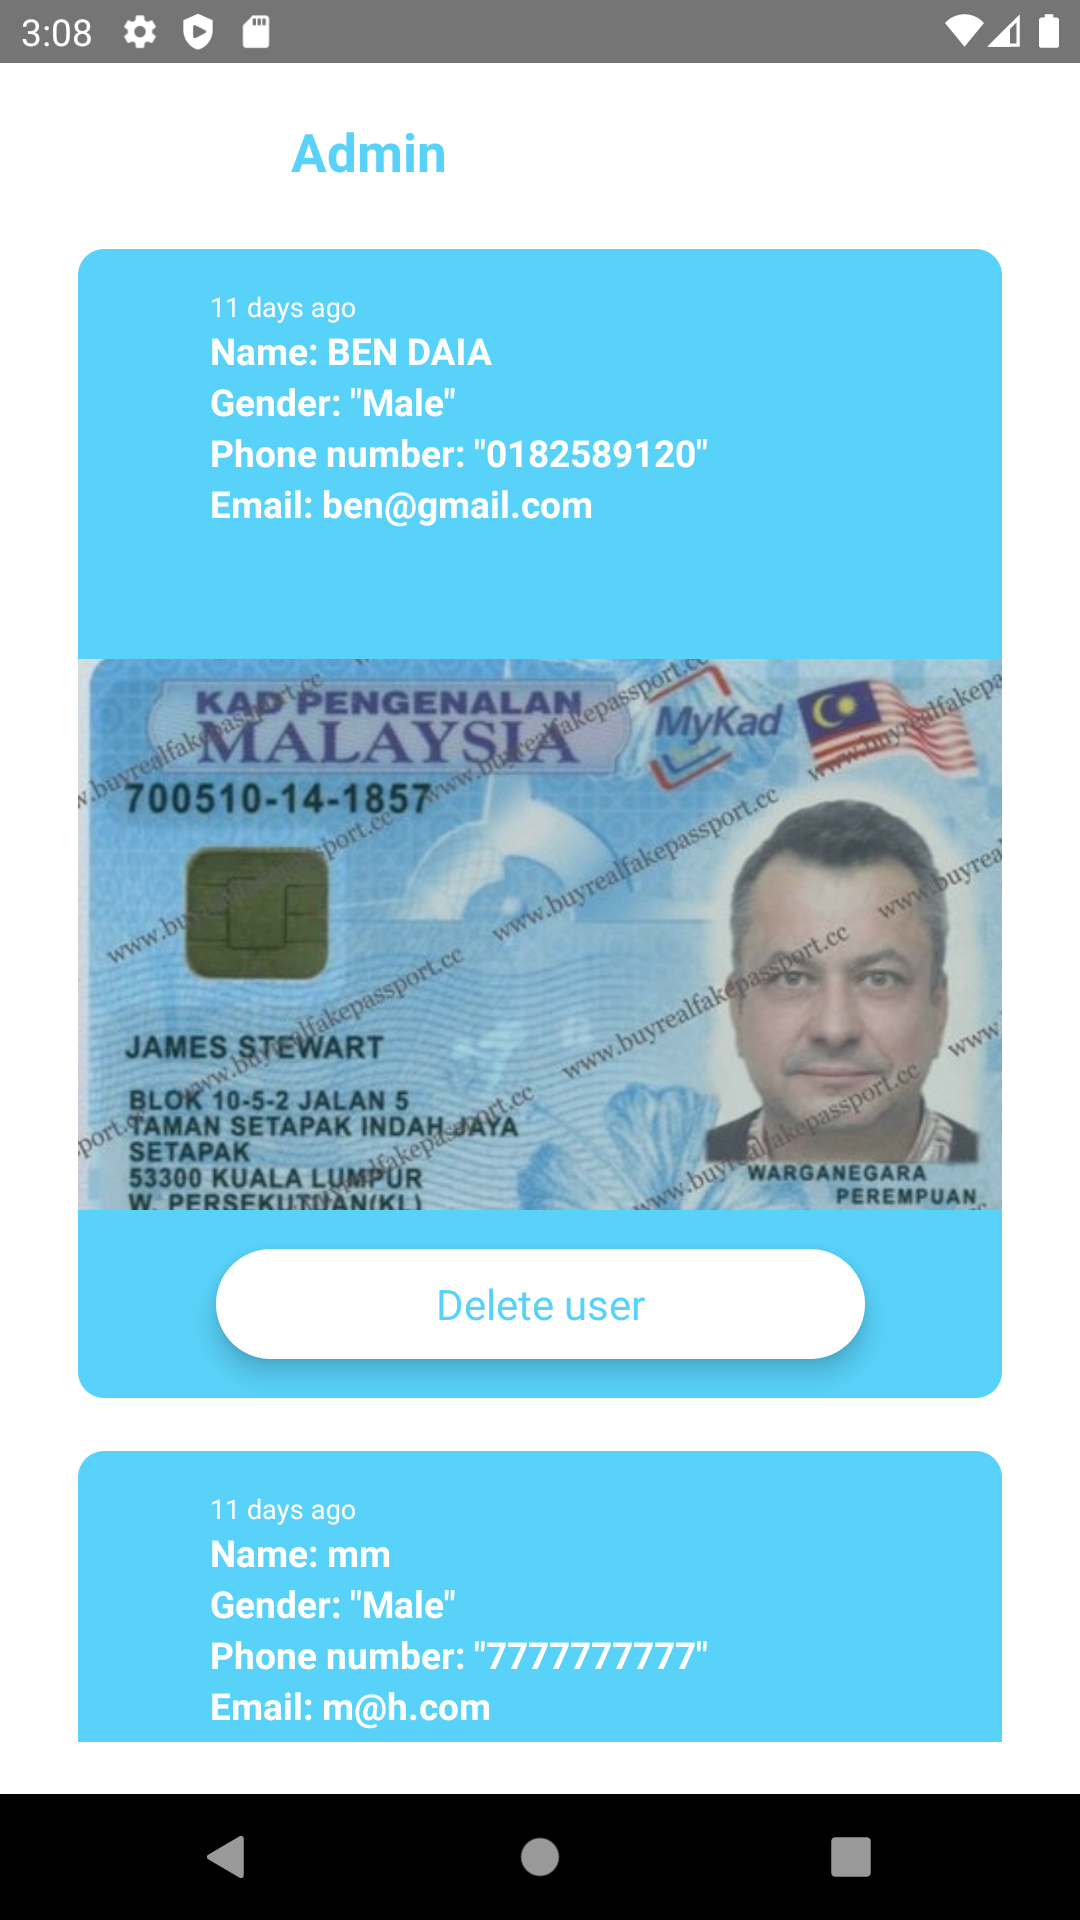 3:08
Admin
11 days ago
Name: BEN DAIA
Gender: "Male"
Phone number: "0182589120"
Email: ben@gmail.com
KAD PENGENALAN
MALAYSIA
MyKad
700510-14-1857
www.buyrealfakepassport.cc
JAMES STEWART
BLOK 10-5-2 JALAN 5
TAMAN SETAPAK INDAH JAYA
SETAPAK
53300 KUALA LUMPUR
W. PERSEKUTUAN(KL)
WARGANEGARA
PEREMPUAN
Delete user
11 days ago
Name: mm
Gender: "Male"
Phone number: "7777777777"
Email: m@h.com